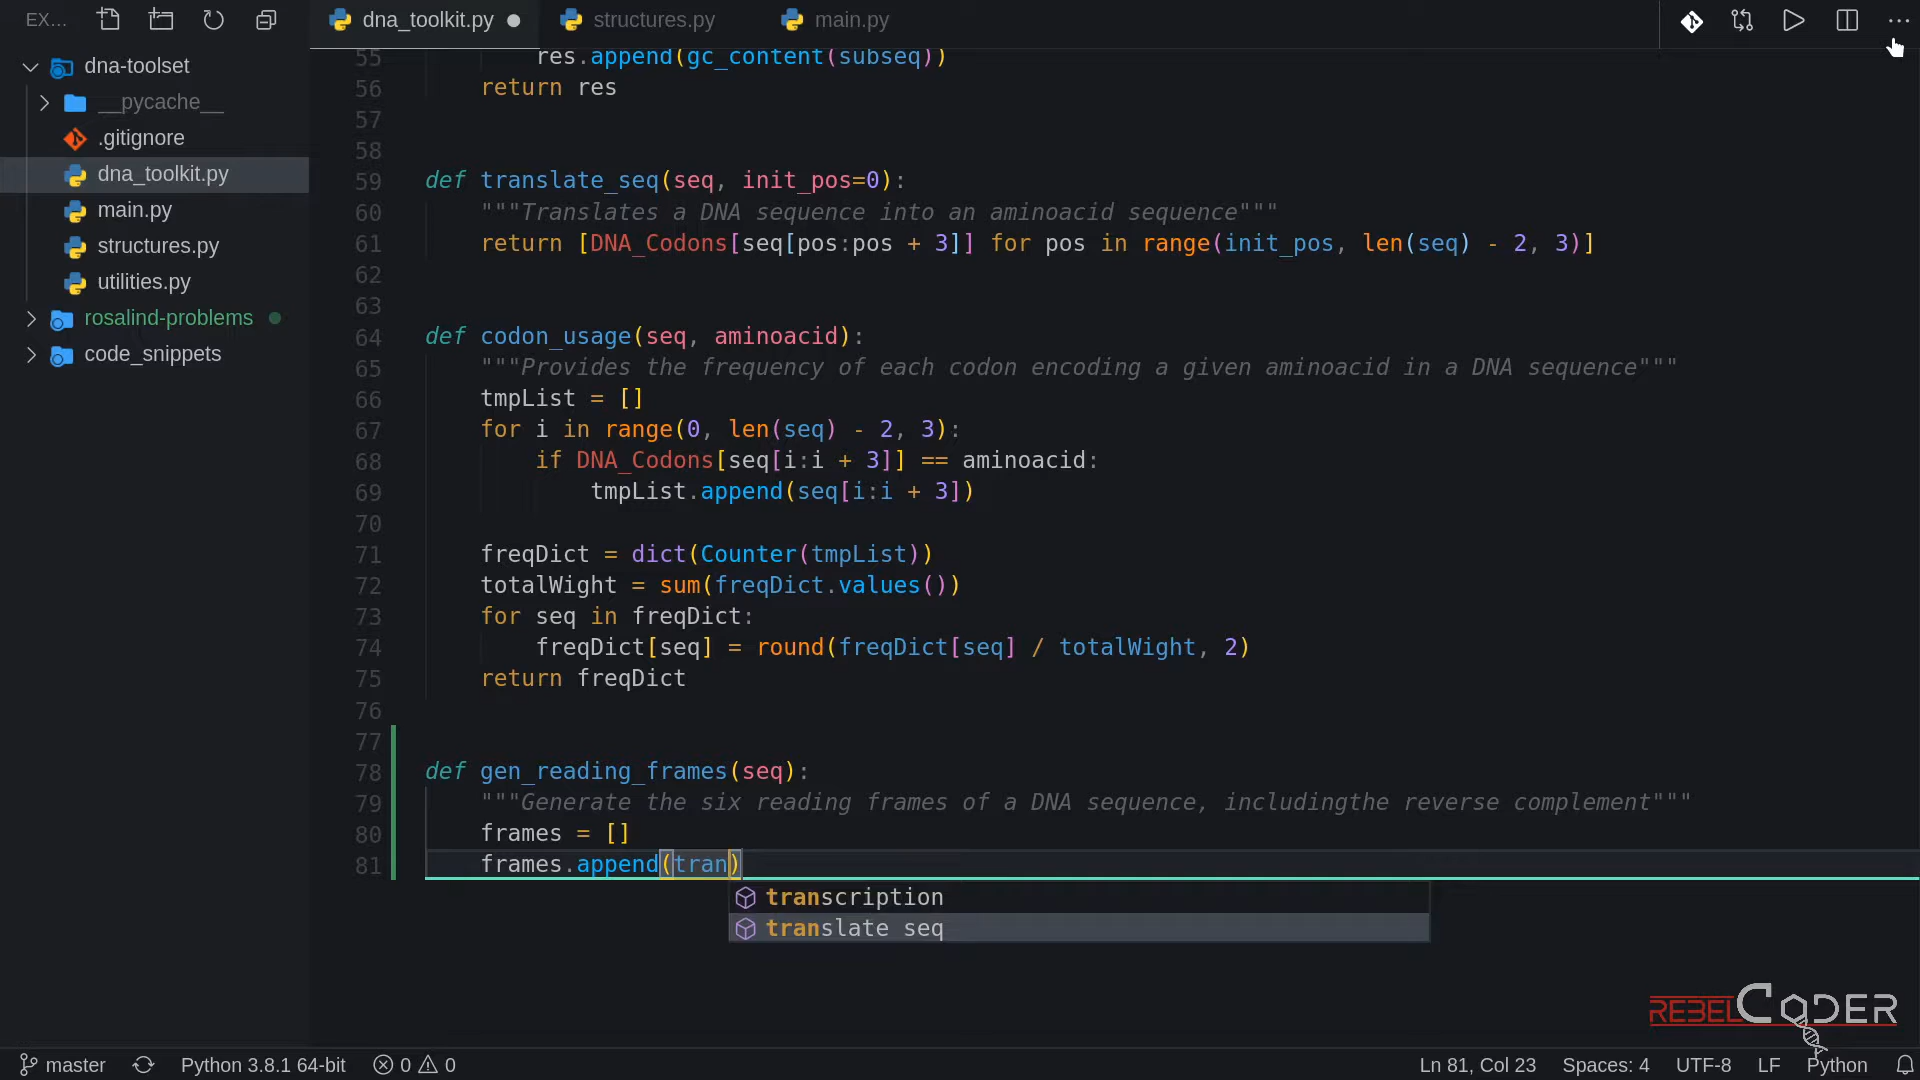 EX...
dna_toolkit.py
structures.py
main.py
dna-toolset
__pycache__
.gitignore
dna_toolkit.py
main.py
structures.py
utilities.py
rosalind-problems
code_snippets
55 res.append(gc_content(subseq))
56 return res
57
58
59 def translate_seq(seq, init_pos=0):
60 """Translates a DNA sequence into an aminoacid sequence"""
61 return [DNA_Codons[seq[pos:pos + 3]] for pos in range(init_pos, len(seq) - 2, 3)]
62
63
64 def codon_usage(seq, aminoacid):
65 """Provides the frequency of each codon encoding a given aminoacid in a DNA sequence"""
66 tmpList = []
67 for i in range(0, len(seq) - 2, 3):
68 if DNA_Codons[seq[i:i + 3]] == aminoacid:
69 tmpList.append(seq[i:i + 3])
70
71 freqDict = dict(Counter(tmpList))
72 totalWight = sum(freqDict.values())
73 for seq in freqDict:
74 freqDict[seq] = round(freqDict[seq] / totalWight, 2)
75 return freqDict
76
77
78 def gen_reading_frames(seq):
79 """Generate the six reading frames of a DNA sequence, includingthe reverse complement"""
80 frames = []
81 frames.append(tran)
transcription
translate seq
REBELCODER
master
Python 3.8.1 64-bit
0
0
Ln 81, Col 23
Spaces: 4
UTF-8
LF
Python